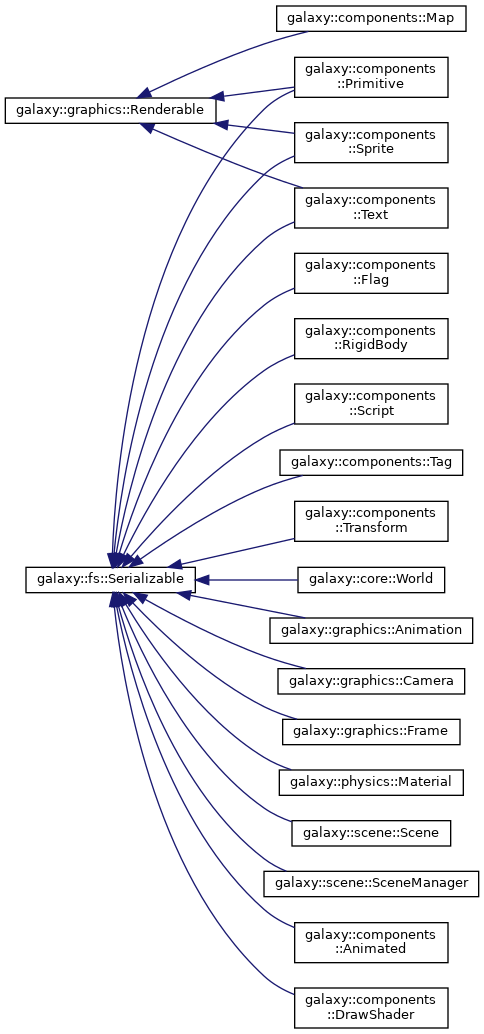 galaxy::components::Map
galaxy::components
::Primitive
galaxy::graphics::Renderable
galaxy::components
::Sprite
galaxy::components
::Text
galaxy::components
::Flag
galaxy::components
::RigidBody
galaxy::components
::Script
galaxy::components::Tag
galaxy::components
::Transform
galaxy::fs::Serializable
galaxy::core::World
galaxy::graphics::Animation
galaxy::graphics::Camera
galaxy::graphics::Frame
galaxy::physics::Material
galaxy::scene::Scene
galaxy::scene::SceneManager
galaxy::components
::Animated
galaxy::components
::DrawShader